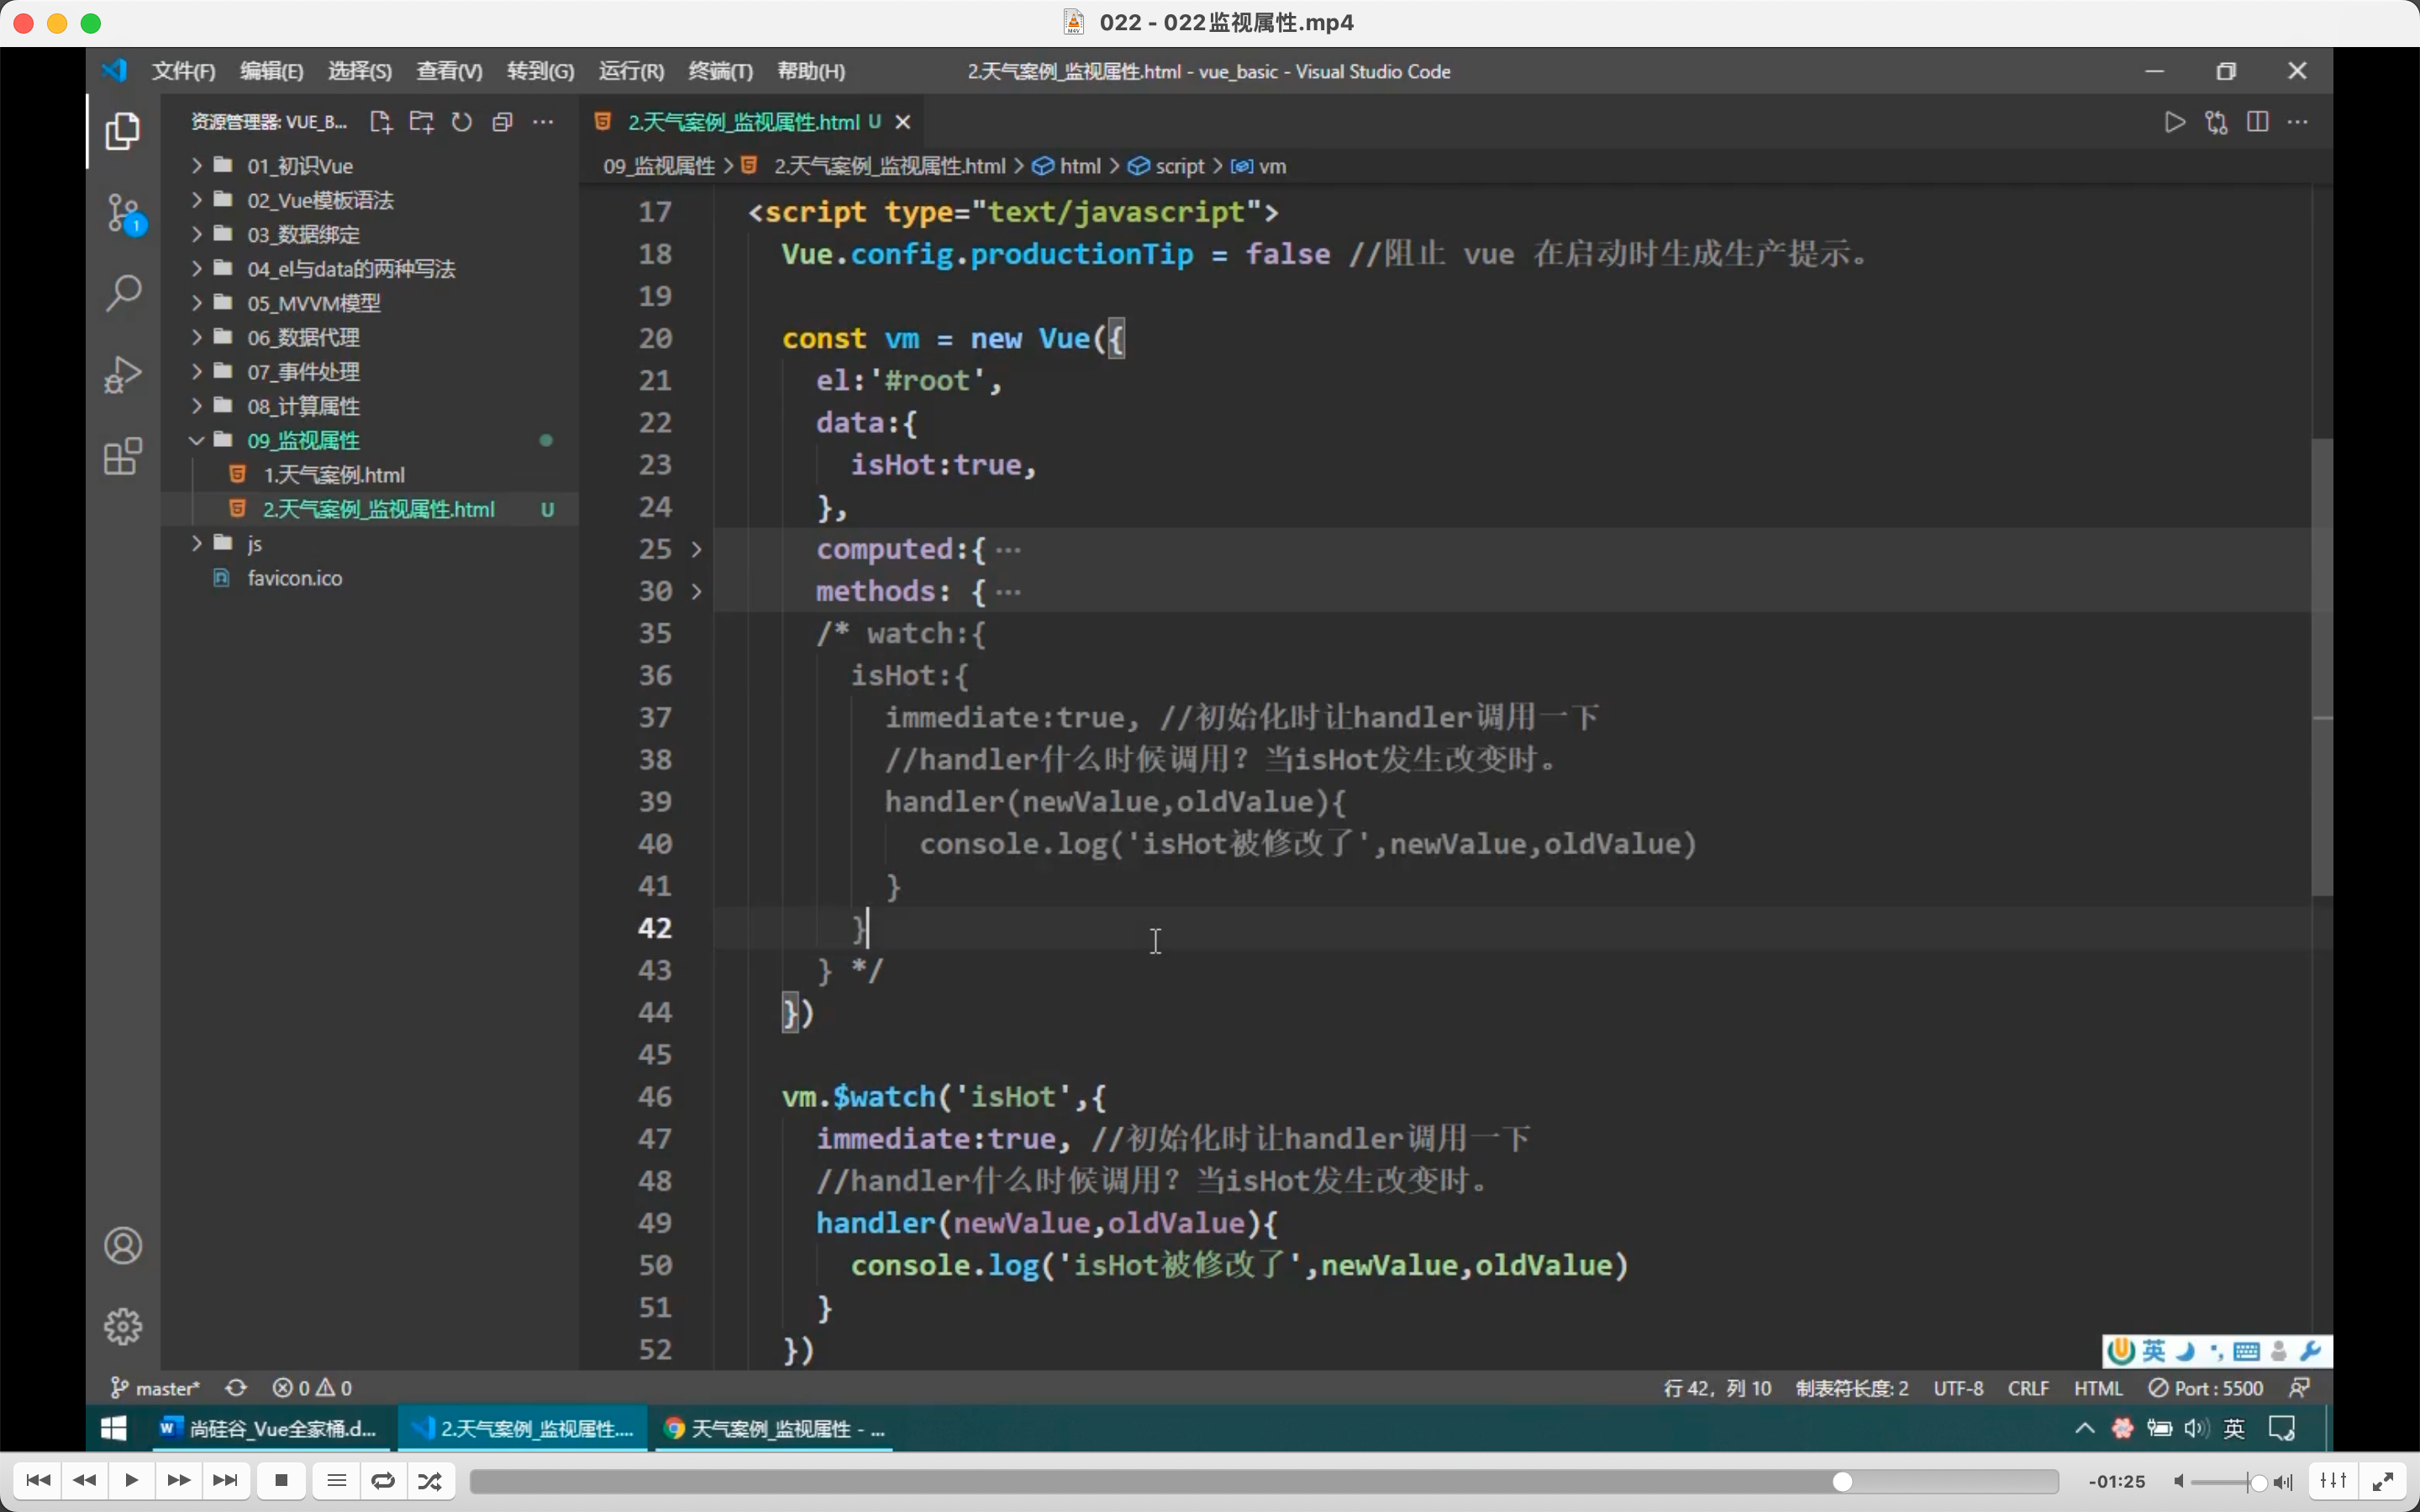 022 - 022监视属性.mp4
文件(F) 编辑(E) 选择(S) 查看(V) 转到(G) 运行(R) 终端(T) 帮助(H) 2.天气案例_监视属性.html - vue_basic - Visual Studio Code
资源管理器: VUE_B...
01_初识Vue
02_Vue模板语法
03_数据绑定
04_el与data的两种写法
05_MVVM模型
06_数据代理
07_事件处理
08_计算属性
09_监视属性
1.天气案例.html
2.天气案例_监视属性.html U
js
favicon.ico
1
2.天气案例_监视属性.html U
09_监视属性 > 2.天气案例_监视属性.html > html > script > vm
17 <script type="text/javascript">
18 Vue.config.productionTip = false //阻止 vue 在启动时生成生产提示。
19
20 const vm = new Vue({
21 el:'#root',
22 data:{
23 isHot:true,
24 },
25 computed:{ ···
30 methods: { ···
35 /* watch:{
36 isHot:{
37 immediate:true, //初始化时让handler调用一下
38 //handler什么时候调用？当isHot发生改变时。
39 handler(newValue,oldValue){
40 console.log('isHot被修改了',newValue,oldValue)
41 }
42 }
43 } */
44 })
45
46 vm.$watch('isHot',{
47 immediate:true, //初始化时让handler调用一下
48 //handler什么时候调用？当isHot发生改变时。
49 handler(newValue,oldValue){
50 console.log('isHot被修改了',newValue,oldValue)
51 }
52 })
英
master* 0 0 行 42，列 10 制表符长度: 2 UTF-8 CRLF HTML Port : 5500
尚硅谷_Vue全家桶.d... 2.天气案例_监视属性.... 天气案例_监视属性 - ... 英
-01:25